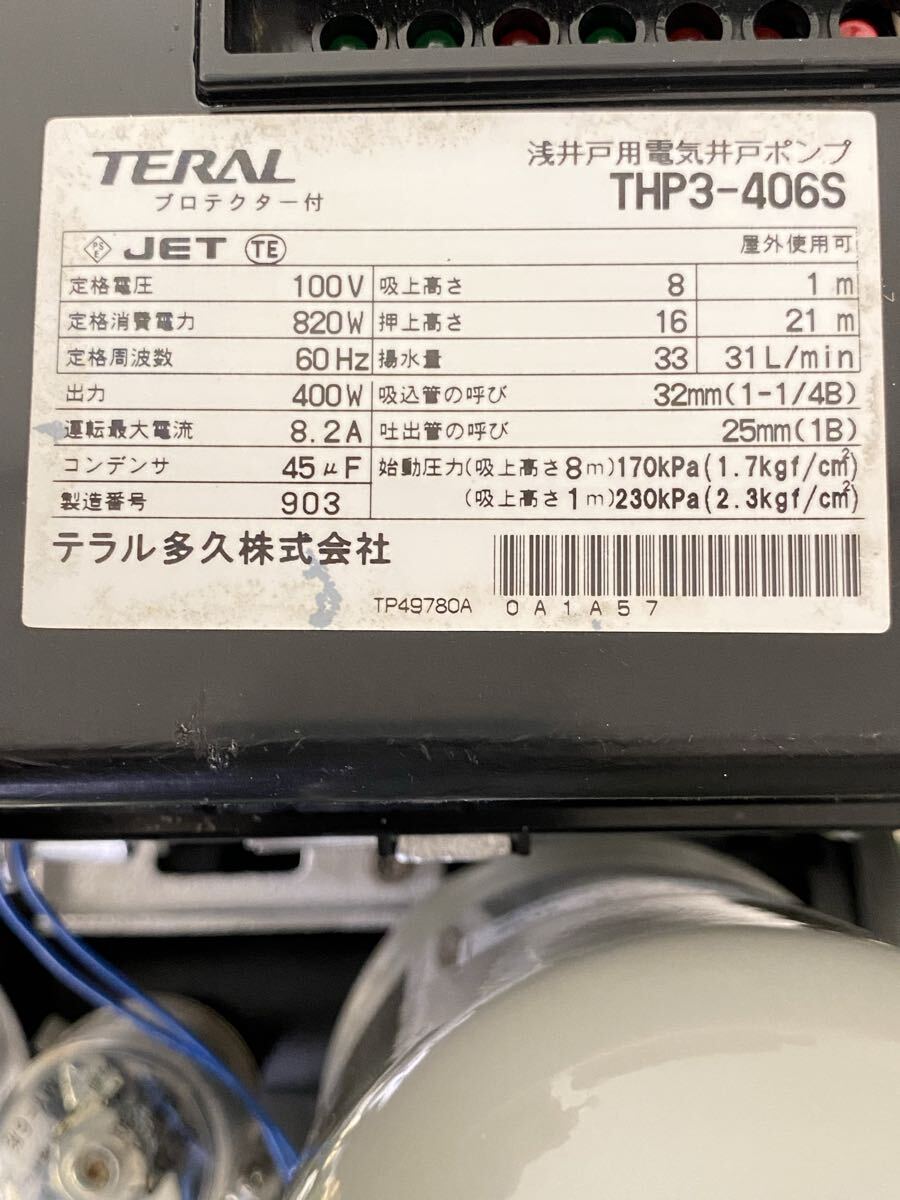 TERAL
プロテクター付
浅井戸用電気井戸ポンプ
THP3-406S
PSE JET TE 屋外使用可
定格電圧 100V 吸上高さ 8 1 m
定格消費電力 820W 押上高さ 16 21 m
定格周波数 60Hz 揚水量 33 31L/min
出力 400W 吸込管の呼び 32mm(1-1/4B)
運転最大電流 8.2A 吐出管の呼び 25mm(1B)
コンデンサ 45μF 始動圧力(吸上高さ8m)170kPa(1.7kgf/cm²)
製造番号 903 (吸上高さ1m)230kPa(2.3kgf/cm²)
テラル多久株式会社
TP49780A 0A1A57